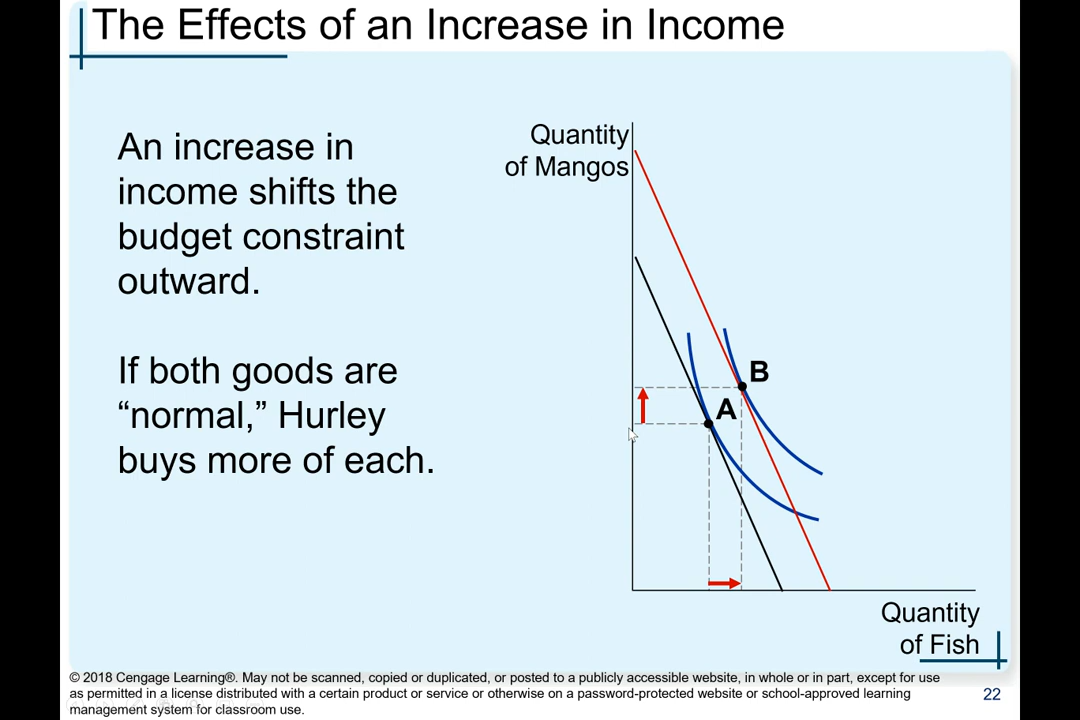 The Effects of an Increase in Income
An increase in
income shifts the
budget constraint
outward.
If both goods are
“normal,” Hurley
buys more of each.
Quantity
of Mangos
B
A
Quantity
of Fish
© 2018 Cengage Learning®. May not be scanned, copied or duplicated, or posted to a publicly accessible website, in whole or in part, except for use
as permitted in a license distributed with a certain product or service or otherwise on a password-protected website or school-approved learning
management system for classroom use.
22